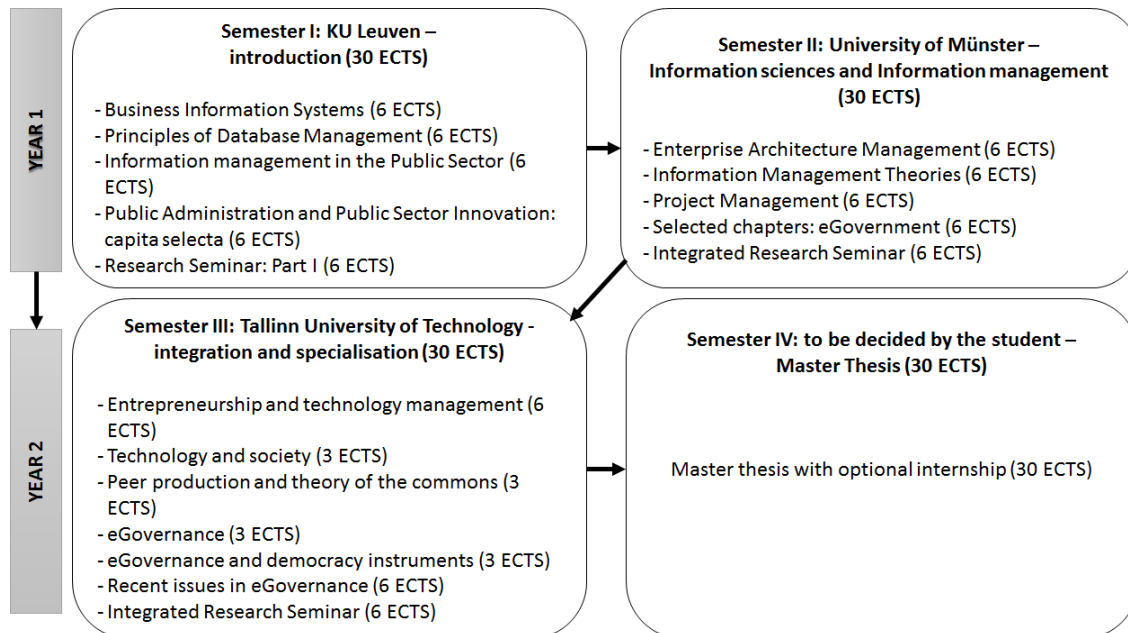 YEAR 1
Semester I: KU Leuven –
introduction (30 ECTS)
- Business Information Systems (6 ECTS)
- Principles of Database Management (6 ECTS)
- Information management in the Public Sector (6
ECTS)
- Public Administration and Public Sector Innovation:
capita selecta (6 ECTS)
- Research Seminar: Part I (6 ECTS)
Semester II: University of Münster –
Information sciences and Information management
(30 ECTS)
- Enterprise Architecture Management (6 ECTS)
- Information Management Theories (6 ECTS)
- Project Management (6 ECTS)
- Selected chapters: eGovernment (6 ECTS)
- Integrated Research Seminar (6 ECTS)
YEAR 2
Semester III: Tallinn University of Technology -
integration and specialisation (30 ECTS)
- Entrepreneurship and technology management (6
ECTS)
- Technology and society (3 ECTS)
- Peer production and theory of the commons (3
ECTS)
- eGovernance (3 ECTS)
- eGovernance and democracy instruments (3 ECTS)
- Recent issues in eGovernance (6 ECTS)
- Integrated Research Seminar (6 ECTS)
Semester IV: to be decided by the student –
Master Thesis (30 ECTS)
Master thesis with optional internship (30 ECTS)